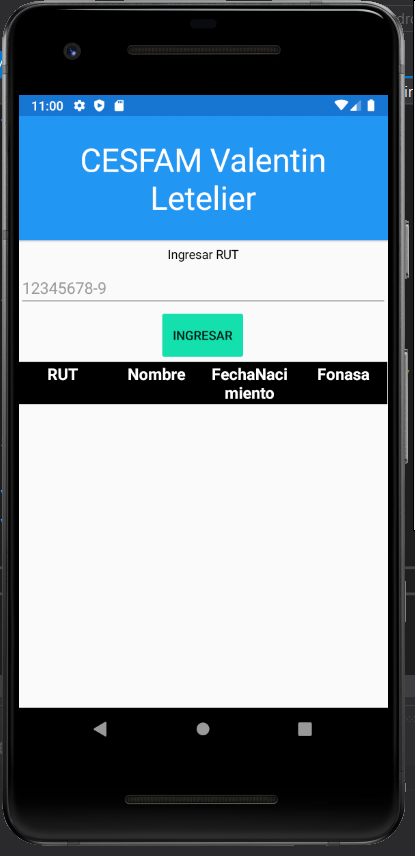 11:00
CESFAM Valentin
Letelier
Ingresar RUT
12345678-9
INGRESAR
RUT Nombre FechaNaci Fonasa
miento